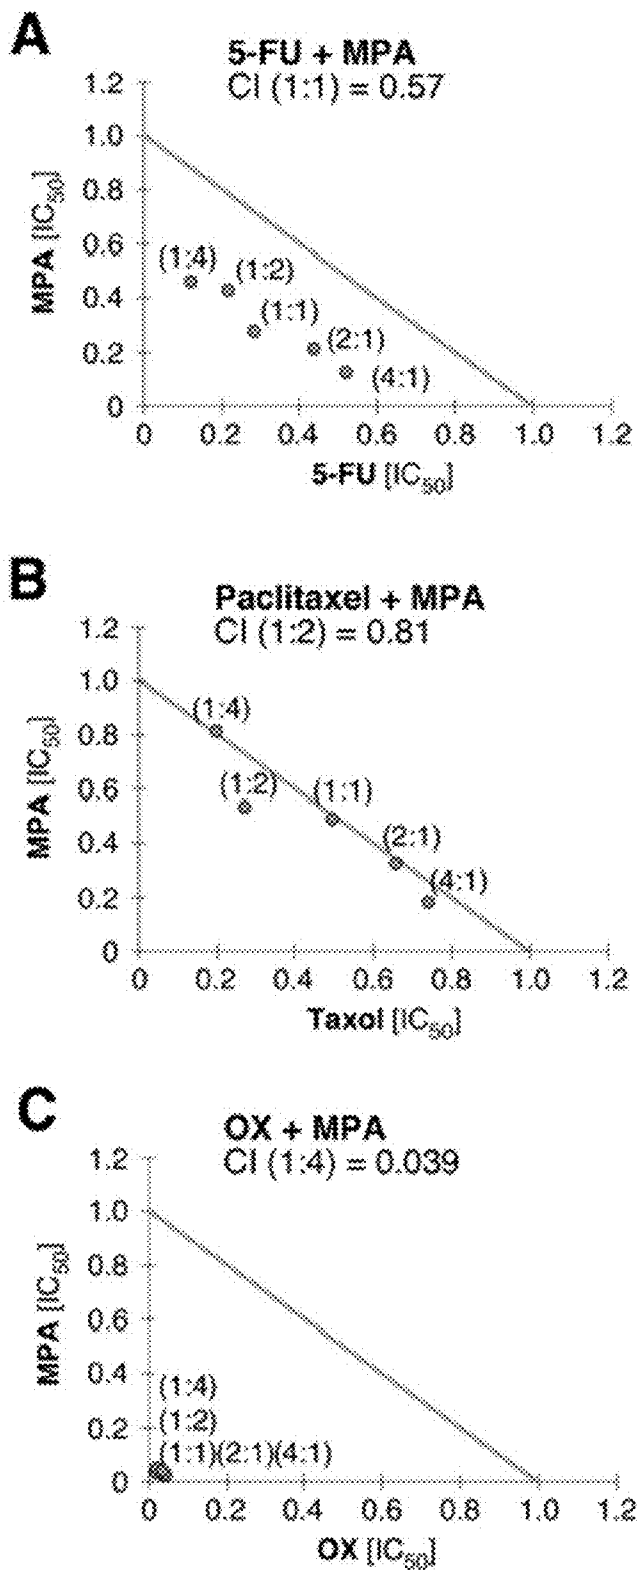 A
5-FU + MPA
CI (1:1) = 0.57
1.2
1.0
0.8
0.6
0.4
0.2
0
MPA [IC50]
(1:4)
(1:2)
(1:1)
(2:1)
(4:1)
0 0.2 0.4 0.6 0.8 1.0 1.2
5-FU [IC50]
B
Paclitaxel + MPA
CI (1:2) = 0.81
1.2
1.0
0.8
0.6
0.4
0.2
0
MPA [IC50]
(1:4)
(1:2)
(1:1)
(2:1)
(4:1)
0 0.2 0.4 0.6 0.8 1.0 1.2
Taxol [IC50]
C
OX + MPA
CI (1:4) = 0.039
1.2
1.0
0.8
0.6
0.4
0.2
0
MPA [IC50]
(1:4)
(1:2)
(1:1)(2:1)(4:1)
0 0.2 0.4 0.6 0.8 1.0 1.2
OX [IC50]